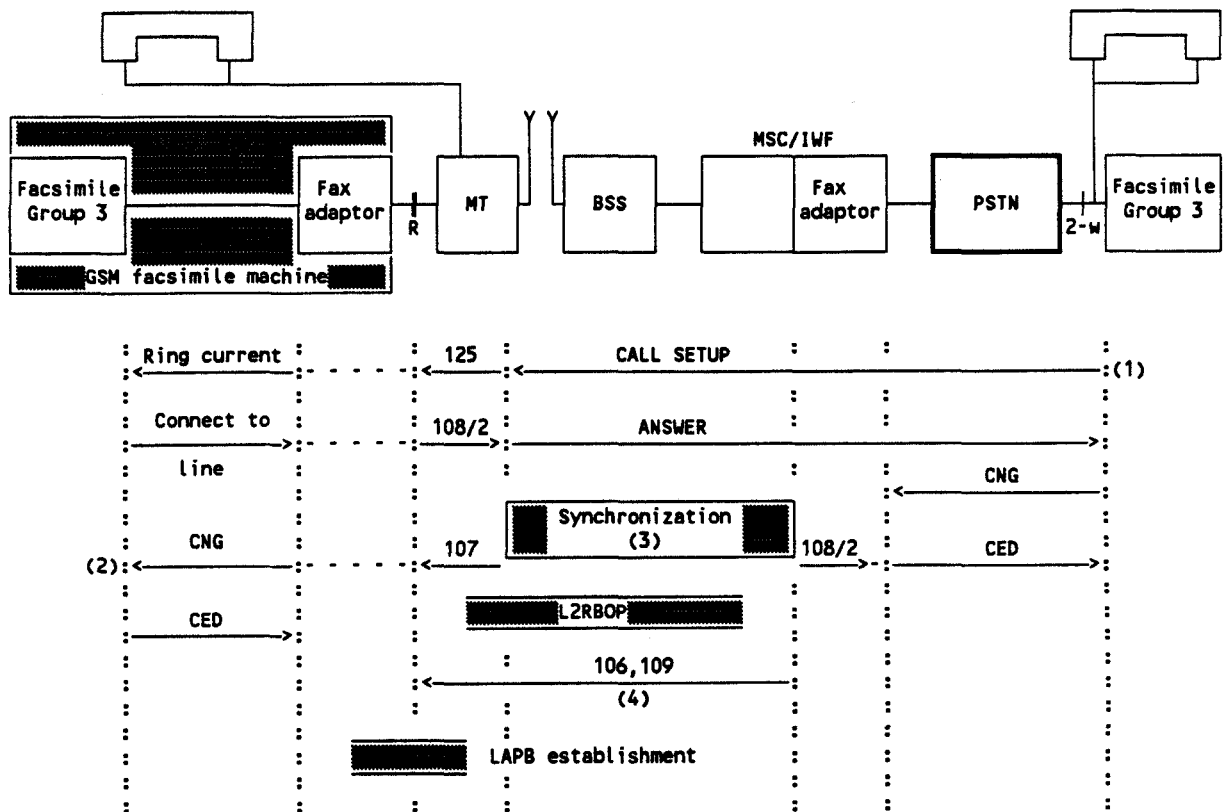 MSC/IWF
Facsimile
Group 3
Fax
adaptor
R
MT
BSS
Fax
adaptor
PSTN
2-w
Facsimile
Group 3
GSM facsimile machine
Ring current
125
CALL SETUP
(1)
Connect to
line
108/2
ANSWER
CNG
Synchronization
(3)
(2)
CNG
107
108/2
CED
L2RBOP
CED
106,109
(4)
LAPB establishment